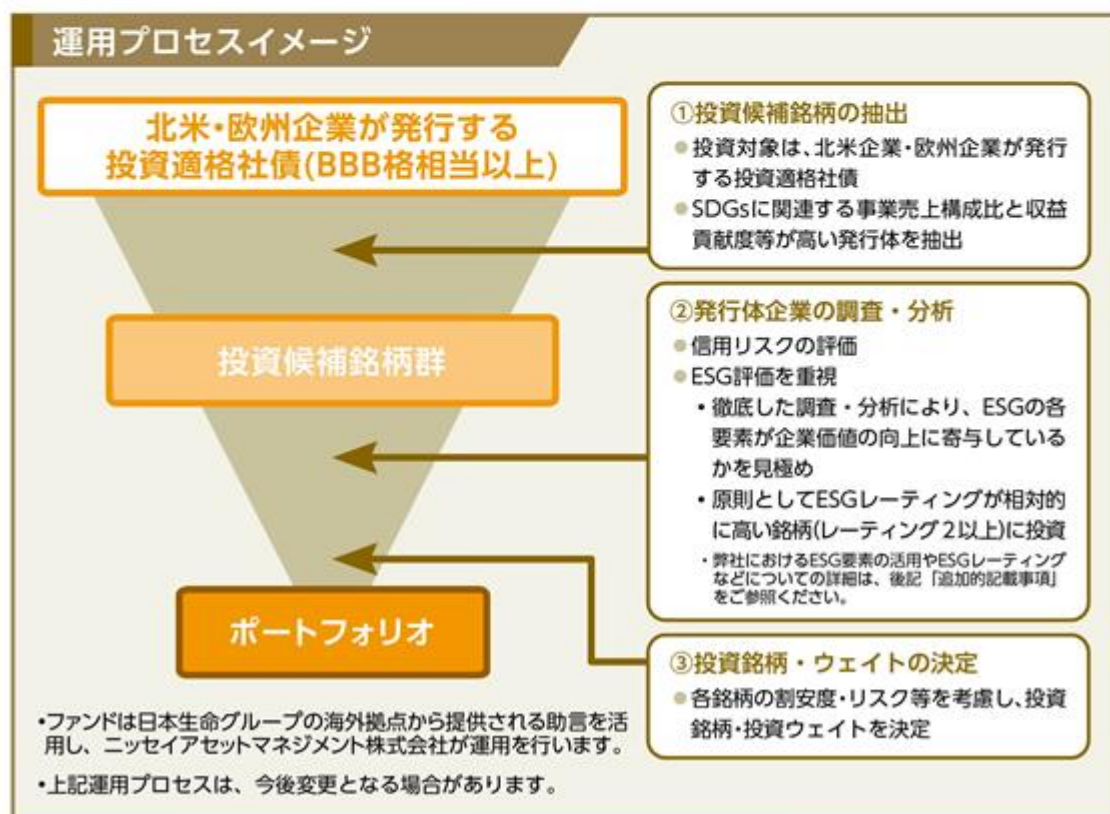 運用プロセスイメージ
北米・欧州企業が発行する
投資適格社債(BBB格相当以上)
投資候補銘柄群
ポートフォリオ
①投資候補銘柄の抽出
●投資対象は、北米企業・欧州企業が発行
する投資適格社債
●SDGsに関連する事業売上構成比と収益
貢献度等が高い発行体を抽出
②発行体企業の調査・分析
●信用リスクの評価
●ESG評価を重視
・徹底した調査・分析により、ESGの各
要素が企業価値の向上に寄与している
かを見極め
・原則としてESGレーティングが相対的
に高い銘柄(レーティング2以上)に投資
・弊社におけるESG要素の活用やESGレーティング
などについての詳細は、後記「追加的記載事項」
をご参照ください。
③投資銘柄・ウェイトの決定
●各銘柄の割安度・リスク等を考慮し、投資
銘柄・投資ウェイトを決定
•ファンドは日本生命グループの海外拠点から提供される助言を活
用し、ニッセイアセットマネジメント株式会社が運用を行います。
•上記運用プロセスは、今後変更となる場合があります。